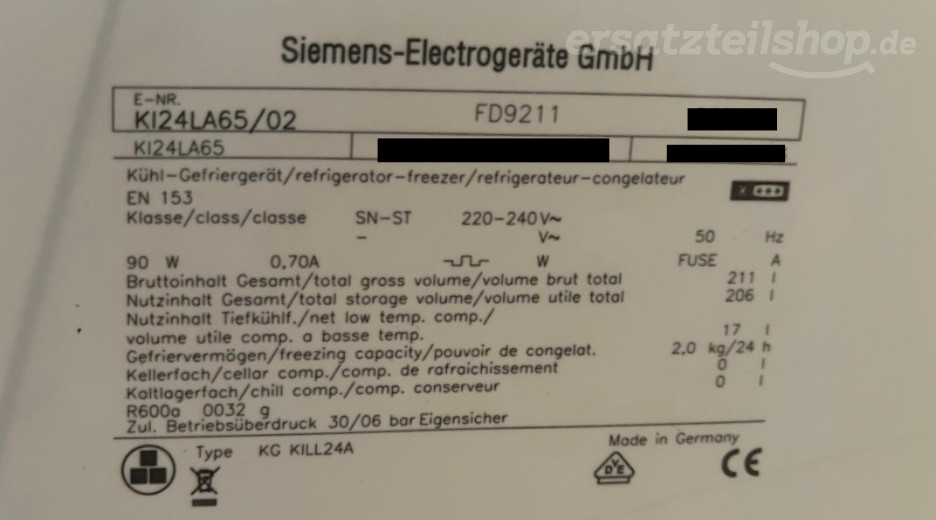 ersatzteilshop.de
Siemens-Electrogeräte GmbH
E-NR.
KI24LA65/02 FD9211
KI24LA65
Kühl-Gefriergerät/refrigerator-freezer/refrigerateur-congelateur
EN 153
Klasse/class/classe SN-ST 220-240 V~
- V~ 50 Hz
90 W 0,70A W FUSE A
Bruttoinhalt Gesamt/total gross volume/volume brut total 211 l
Nutzinhalt Gesamt/total storage volume/volume utile total 206 l
Nutzinhalt Tiefkühlf./net low temp. comp./
volume utile comp. a basse temp. 17 l
Gefriervermögen/freezing capacity/pouvoir de congelat. 2,0 kg/24 h
Kellerfach/cellar comp./comp. de rafraichissement 0 l
Kaltlagerfach/chill comp./comp. conserveur 0 l
R600a 0032 g
Zul. Betriebsüberdruck 30/06 bar Eigensicher
Type KG KILL24A Made in Germany
VDE CE